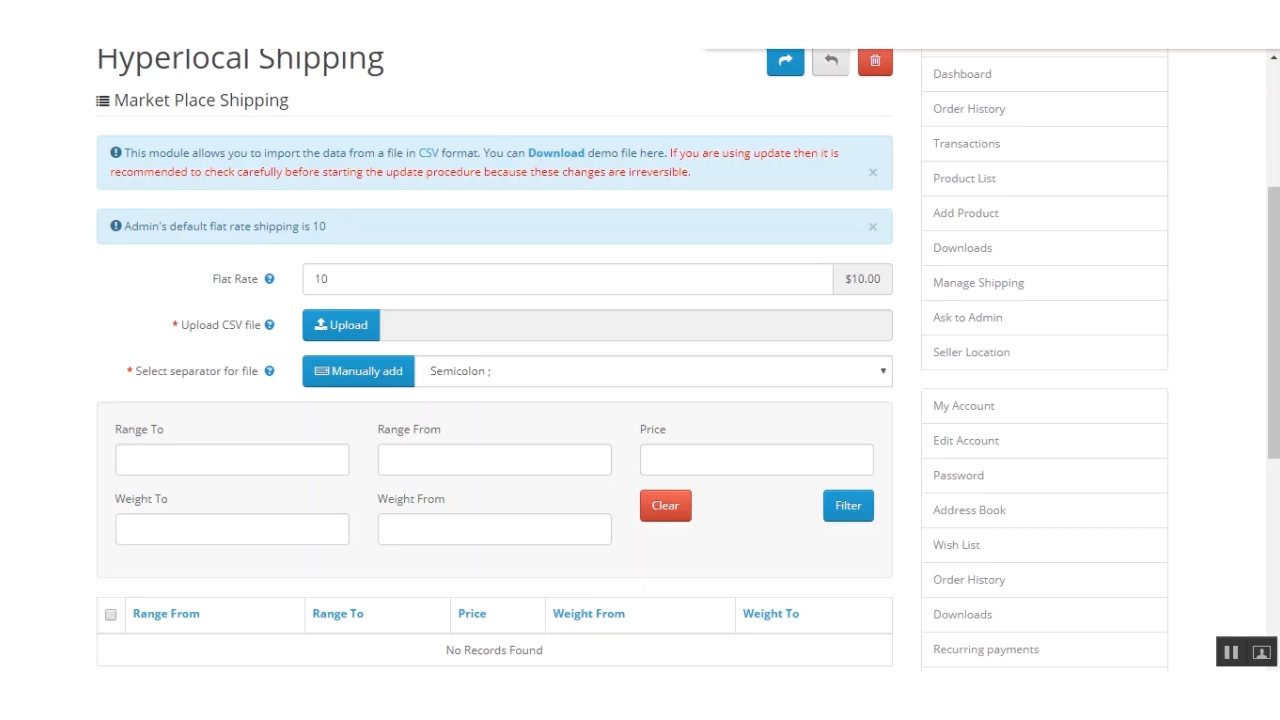 Hyperlocal Shipping
Market Place Shipping
This module allows you to import the data from a file in CSV format. You can Download demo file here. If you are using update then it is
recommended to check carefully before starting the update procedure because these changes are irreversible.
×
Admin's default flat rate shipping is 10
×
Flat Rate
10
$10.00
* Upload CSV file
Upload
* Select separator for file
Manually add
Semicolon ;
Range To
Range From
Price
Weight To
Weight From
Clear
Filter
Range From
Range To
Price
Weight From
Weight To
No Records Found
Dashboard
Order History
Transactions
Product List
Add Product
Downloads
Manage Shipping
Ask to Admin
Seller Location
My Account
Edit Account
Password
Address Book
Wish List
Order History
Downloads
Recurring payments